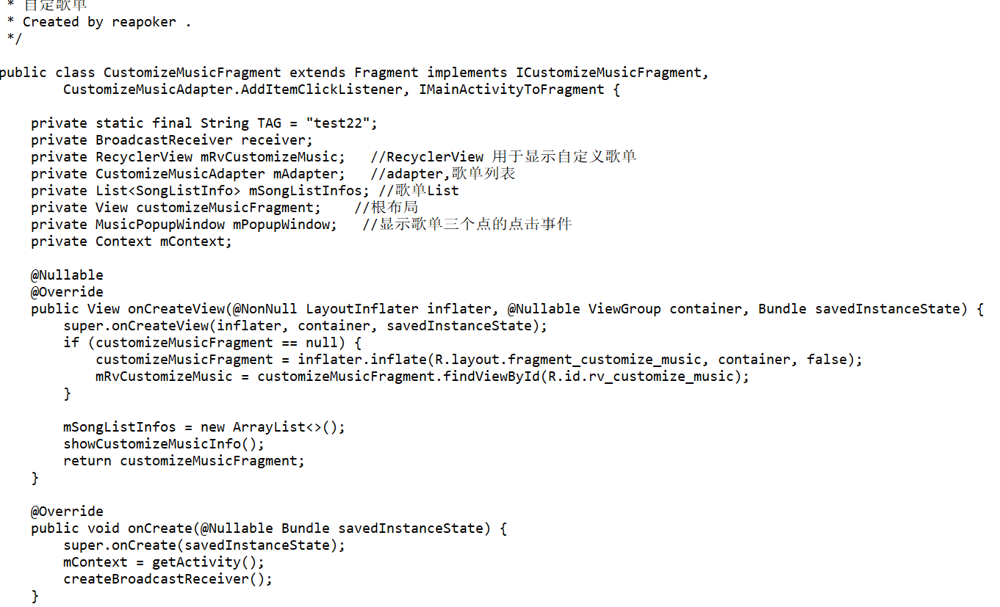 * 自定歌单
* Created by reapoker .
*/
public class CustomizeMusicFragment extends Fragment implements ICustomizeMusicFragment,
CustomizeMusicAdapter.AddItemClickListener, IMainActivityToFragment {
private static final String TAG = "test22";
private BroadcastReceiver receiver;
private RecyclerView mRvCustomizeMusic;   //RecyclerView 用于显示自定义歌单
private CustomizeMusicAdapter mAdapter;   //adapter,歌单列表
private List<SongListInfo> mSongListInfos; //歌单List
private View customizeMusicFragment;    //根布局
private MusicPopupWindow mPopupWindow;   //显示歌单三个点的点击事件
private Context mContext;
@Nullable
@Override
public View onCreateView(@NonNull LayoutInflater inflater, @Nullable ViewGroup container, Bundle savedInstanceState) {
super.onCreateView(inflater, container, savedInstanceState);
if (customizeMusicFragment == null) {
customizeMusicFragment = inflater.inflate(R.layout.fragment_customize_music, container, false);
mRvCustomizeMusic = customizeMusicFragment.findViewById(R.id.rv_customize_music);
}
mSongListInfos = new ArrayList<>();
showCustomizeMusicInfo();
return customizeMusicFragment;
}
@Override
public void onCreate(@Nullable Bundle savedInstanceState) {
super.onCreate(savedInstanceState);
mContext = getActivity();
createBroadcastReceiver();
}